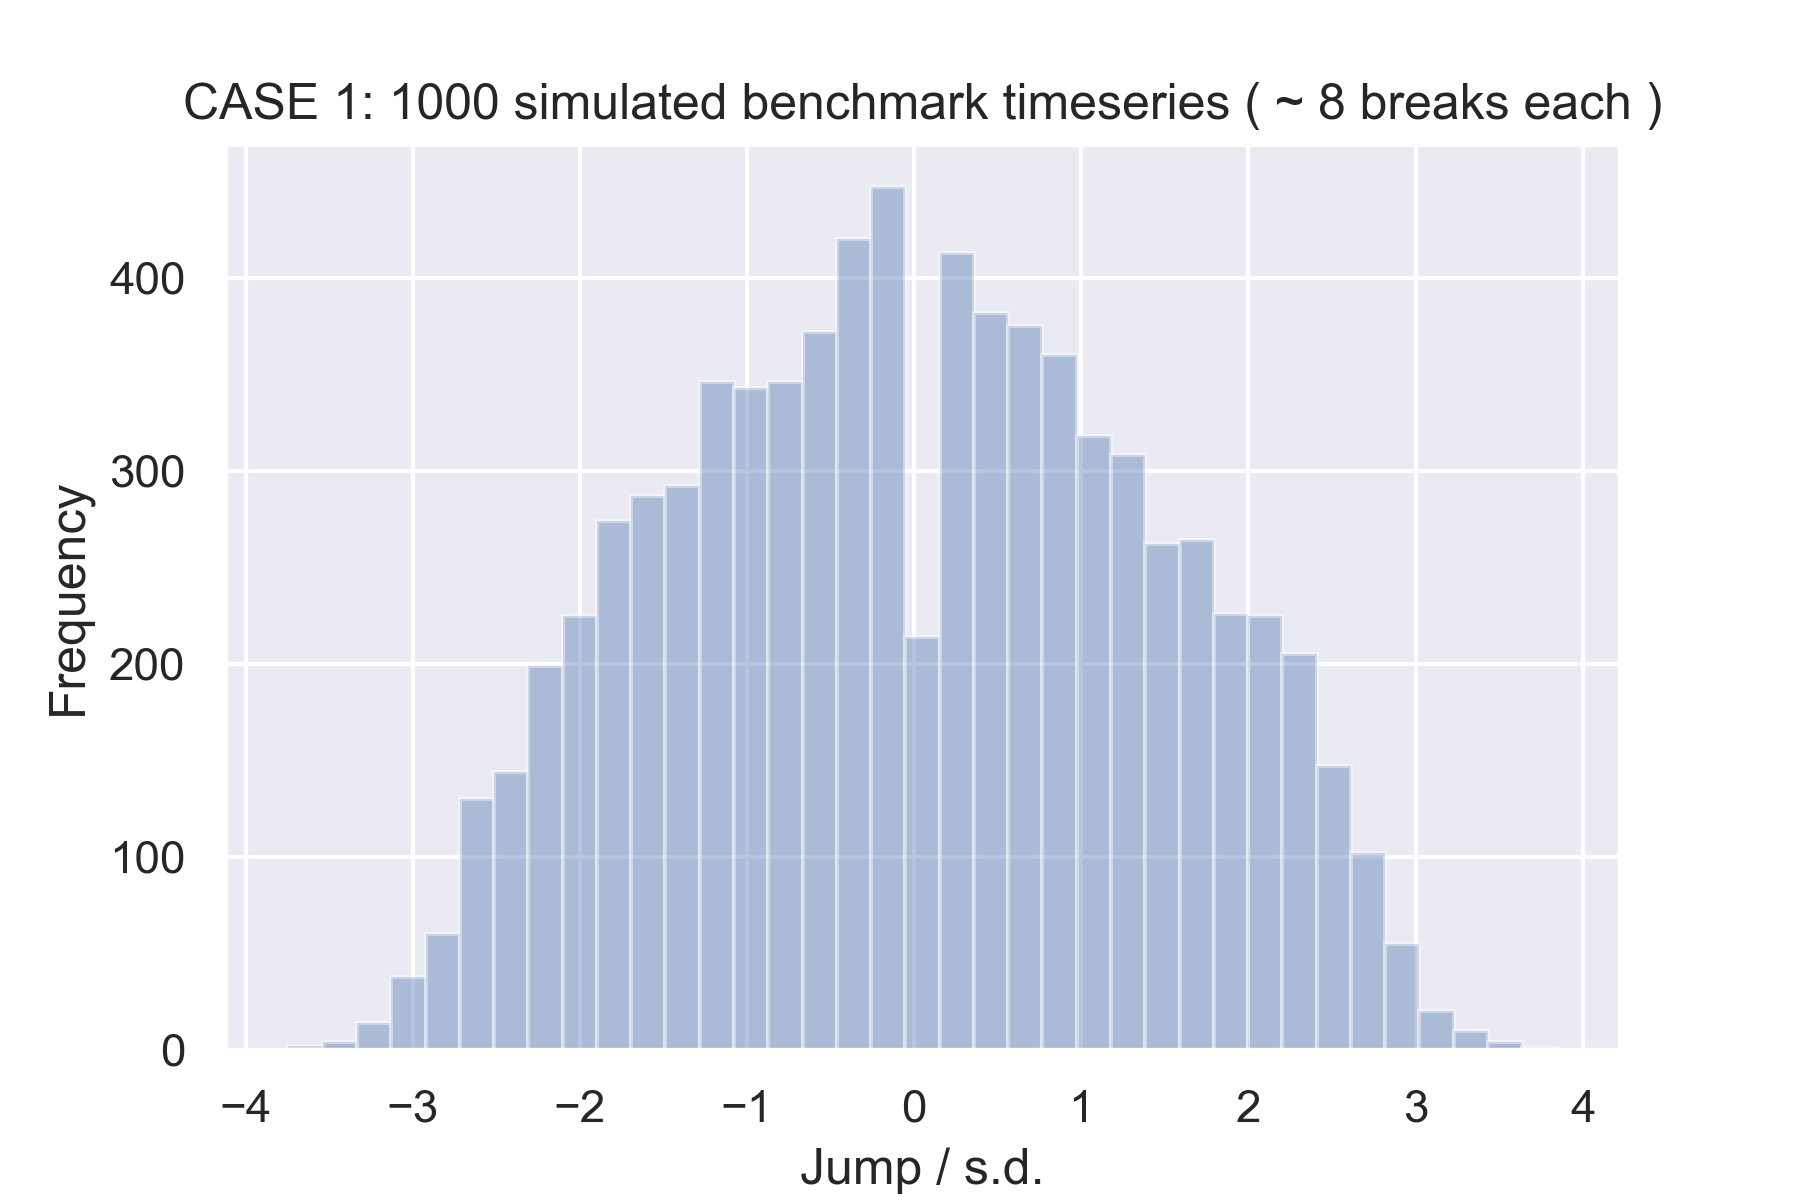 CASE 1: 1000 simulated benchmark timeseries ( ~ 8 breaks each )
Frequency
400
300
200
100
0
−4 −3 −2 −1 0 1 2 3 4
Jump / s.d.